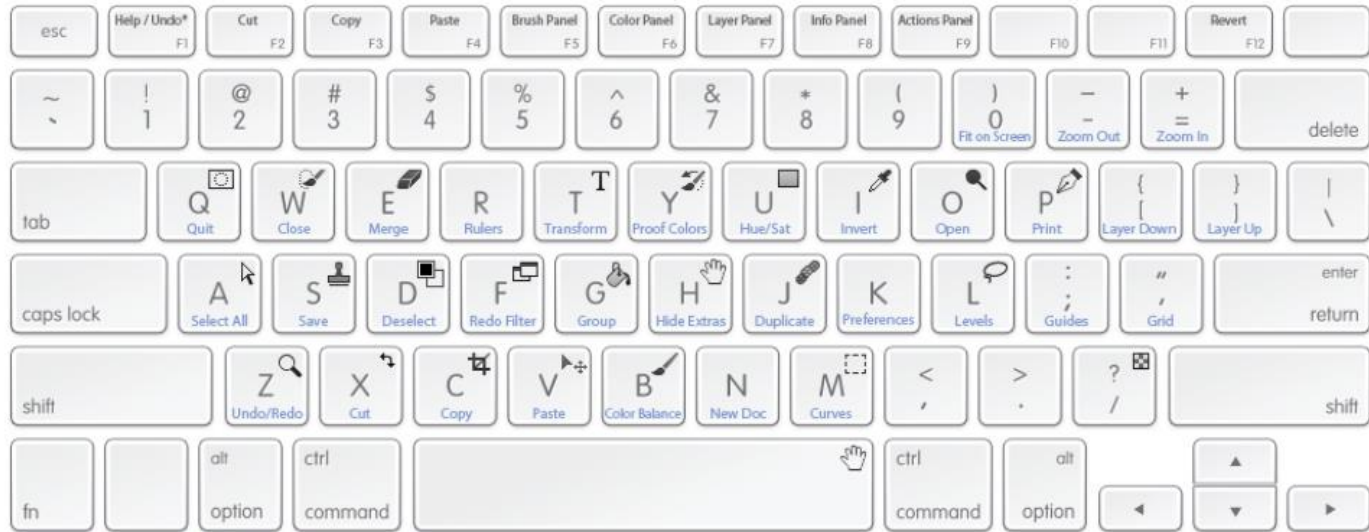 esc Help / Undo* F1 Cut F2 Copy F3 Paste F4 Brush Panel F5 Color Panel F6 Layer Panel F7 Info Panel F8 Actions Panel F9 F10 F11 Revert F12
~ ! @ # $ % ^ & * ( ) — +
` 1 2 3 4 5 6 7 8 9 0 - =
Fit on Screen Zoom Out Zoom In delete
tab Q W E R T T Y U I O P { } |
[ ] \
Quit Close Merge Rulers Transform Proof Colors Hue/Sat Invert Open Print Layer Down Layer Up
caps lock A S D F G H J K L : " enter
; ' return
Select All Save Deselect Redo Filter Group Hide Extras Duplicate Preferences Levels Guides Grid
shift Z X C V B N M < > ? shift
, . /
Undo/Redo Cut Copy Paste Color Balance New Doc Curves
alt ctrl ctrl alt
fn option command command option